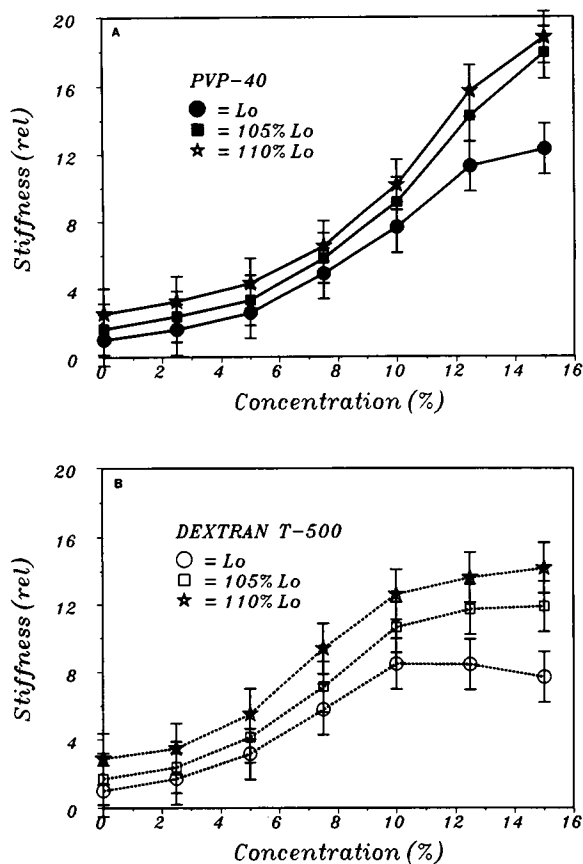 A
PVP-40
= Lo
= 105% Lo
= 110% Lo
Stiffness (rel)
20
16
12
8
4
0
0 2 4 6 8 10 12 14 16
Concentration (%)
B
DEXTRAN T-500
= Lo
= 105% Lo
= 110% Lo
Stiffness (rel)
20
16
12
8
4
0
0 2 4 6 8 10 12 14 16
Concentration (%)